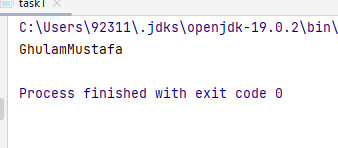 task1
C:\Users\92311\.jdks\openjdk-19.0.2\bin\
GhulamMustafa
Process finished with exit code 0